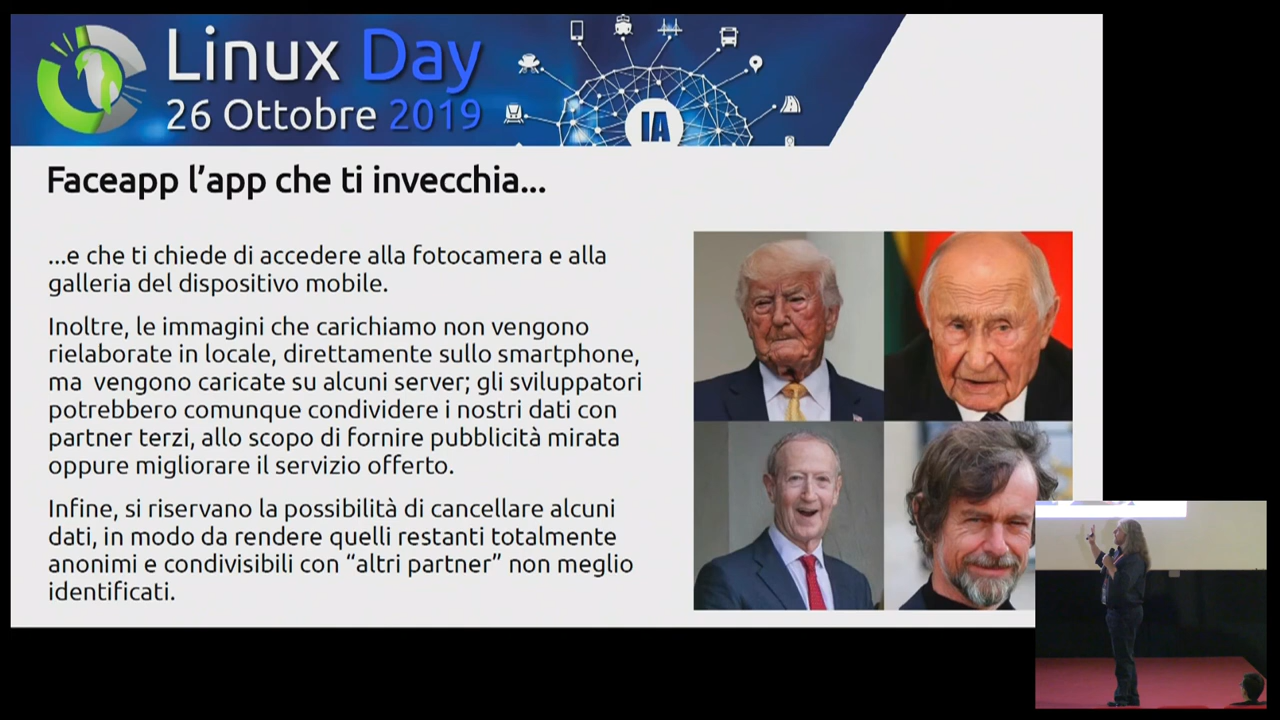 Linux Day
26 Ottobre 2019
IA
Faceapp l’app che ti invecchia...
...e che ti chiede di accedere alla fotocamera e alla
galleria del dispositivo mobile.
Inoltre, le immagini che carichiamo non vengono
rielaborate in locale, direttamente sullo smartphone,
ma  vengono caricate su alcuni server; gli sviluppatori
potrebbero comunque condividere i nostri dati con
partner terzi, allo scopo di fornire pubblicità mirata
oppure migliorare il servizio offerto.
Infine, si riservano la possibilità di cancellare alcuni
dati, in modo da rendere quelli restanti totalmente
anonimi e condivisibili con “altri partner” non meglio
identificati.